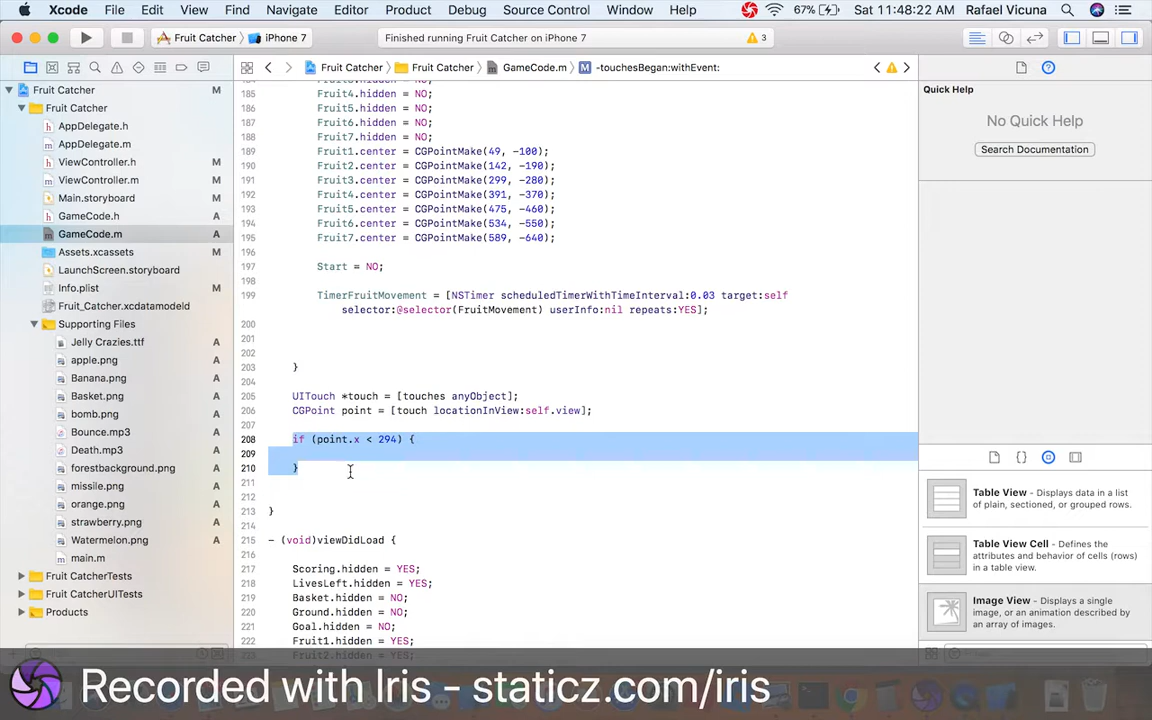 Xcode File Edit View Find Navigate Editor Product Debug Source Control Window Help 67% Sat 11:48:22 AM Rafael Vicuna
Fruit Catcher iPhone 7 Finished running Fruit Catcher on iPhone 7 3
Fruit Catcher Fruit Catcher GameCode.m M -touchesBegan:withEvent:
Fruit Catcher M
Fruit Catcher
AppDelegate.h
AppDelegate.m
ViewController.h M
ViewController.m M
Main.storyboard M
GameCode.h A
GameCode.m A
Assets.xcassets M
LaunchScreen.storyboard
Info.plist M
Fruit_Catcher.xcdatamodeld
Supporting Files
Jelly Crazies.ttf A
apple.png A
Banana.png A
Basket.png A
bomb.png A
Bounce.mp3 A
Death.mp3 A
forestbackground.png A
missile.png A
orange.png A
strawberry.png A
Watermelon.png A
main.m
Fruit CatcherTests
Fruit CatcherUITests
Products
185 Fruit4.hidden = NO;
186 Fruit5.hidden = NO;
187 Fruit6.hidden = NO;
188 Fruit7.hidden = NO;
189 Fruit1.center = CGPointMake(49, -100);
190 Fruit2.center = CGPointMake(142, -190);
191 Fruit3.center = CGPointMake(299, -280);
192 Fruit4.center = CGPointMake(391, -370);
193 Fruit5.center = CGPointMake(475, -460);
194 Fruit6.center = CGPointMake(534, -550);
195 Fruit7.center = CGPointMake(589, -640);
196
197 Start = NO;
198
199 TimerFruitMovement = [NSTimer scheduledTimerWithTimeInterval:0.03 target:self
selector:@selector(FruitMovement) userInfo:nil repeats:YES];
200
201
202
203 }
204
205 UITouch *touch = [touches anyObject];
206 CGPoint point = [touch locationInView:self.view];
207
208 if (point.x < 294) {
209
210 }
211
212
213 }
214
215 - (void)viewDidLoad {
216
217 Scoring.hidden = YES;
218 LivesLeft.hidden = YES;
219 Basket.hidden = NO;
220 Ground.hidden = NO;
221 Goal.hidden = NO;
222 Fruit1.hidden = YES;
223 Fruit2.hidden = YES;
Quick Help
No Quick Help
Search Documentation
Table View - Displays data in a list
of plain, sectioned, or grouped rows.
Table View Cell - Defines the
attributes and behavior of cells (rows)
in a table view.
Image View - Displays a single
image, or an animation described by
an array of images.
Recorded with Iris - staticz.com/iris